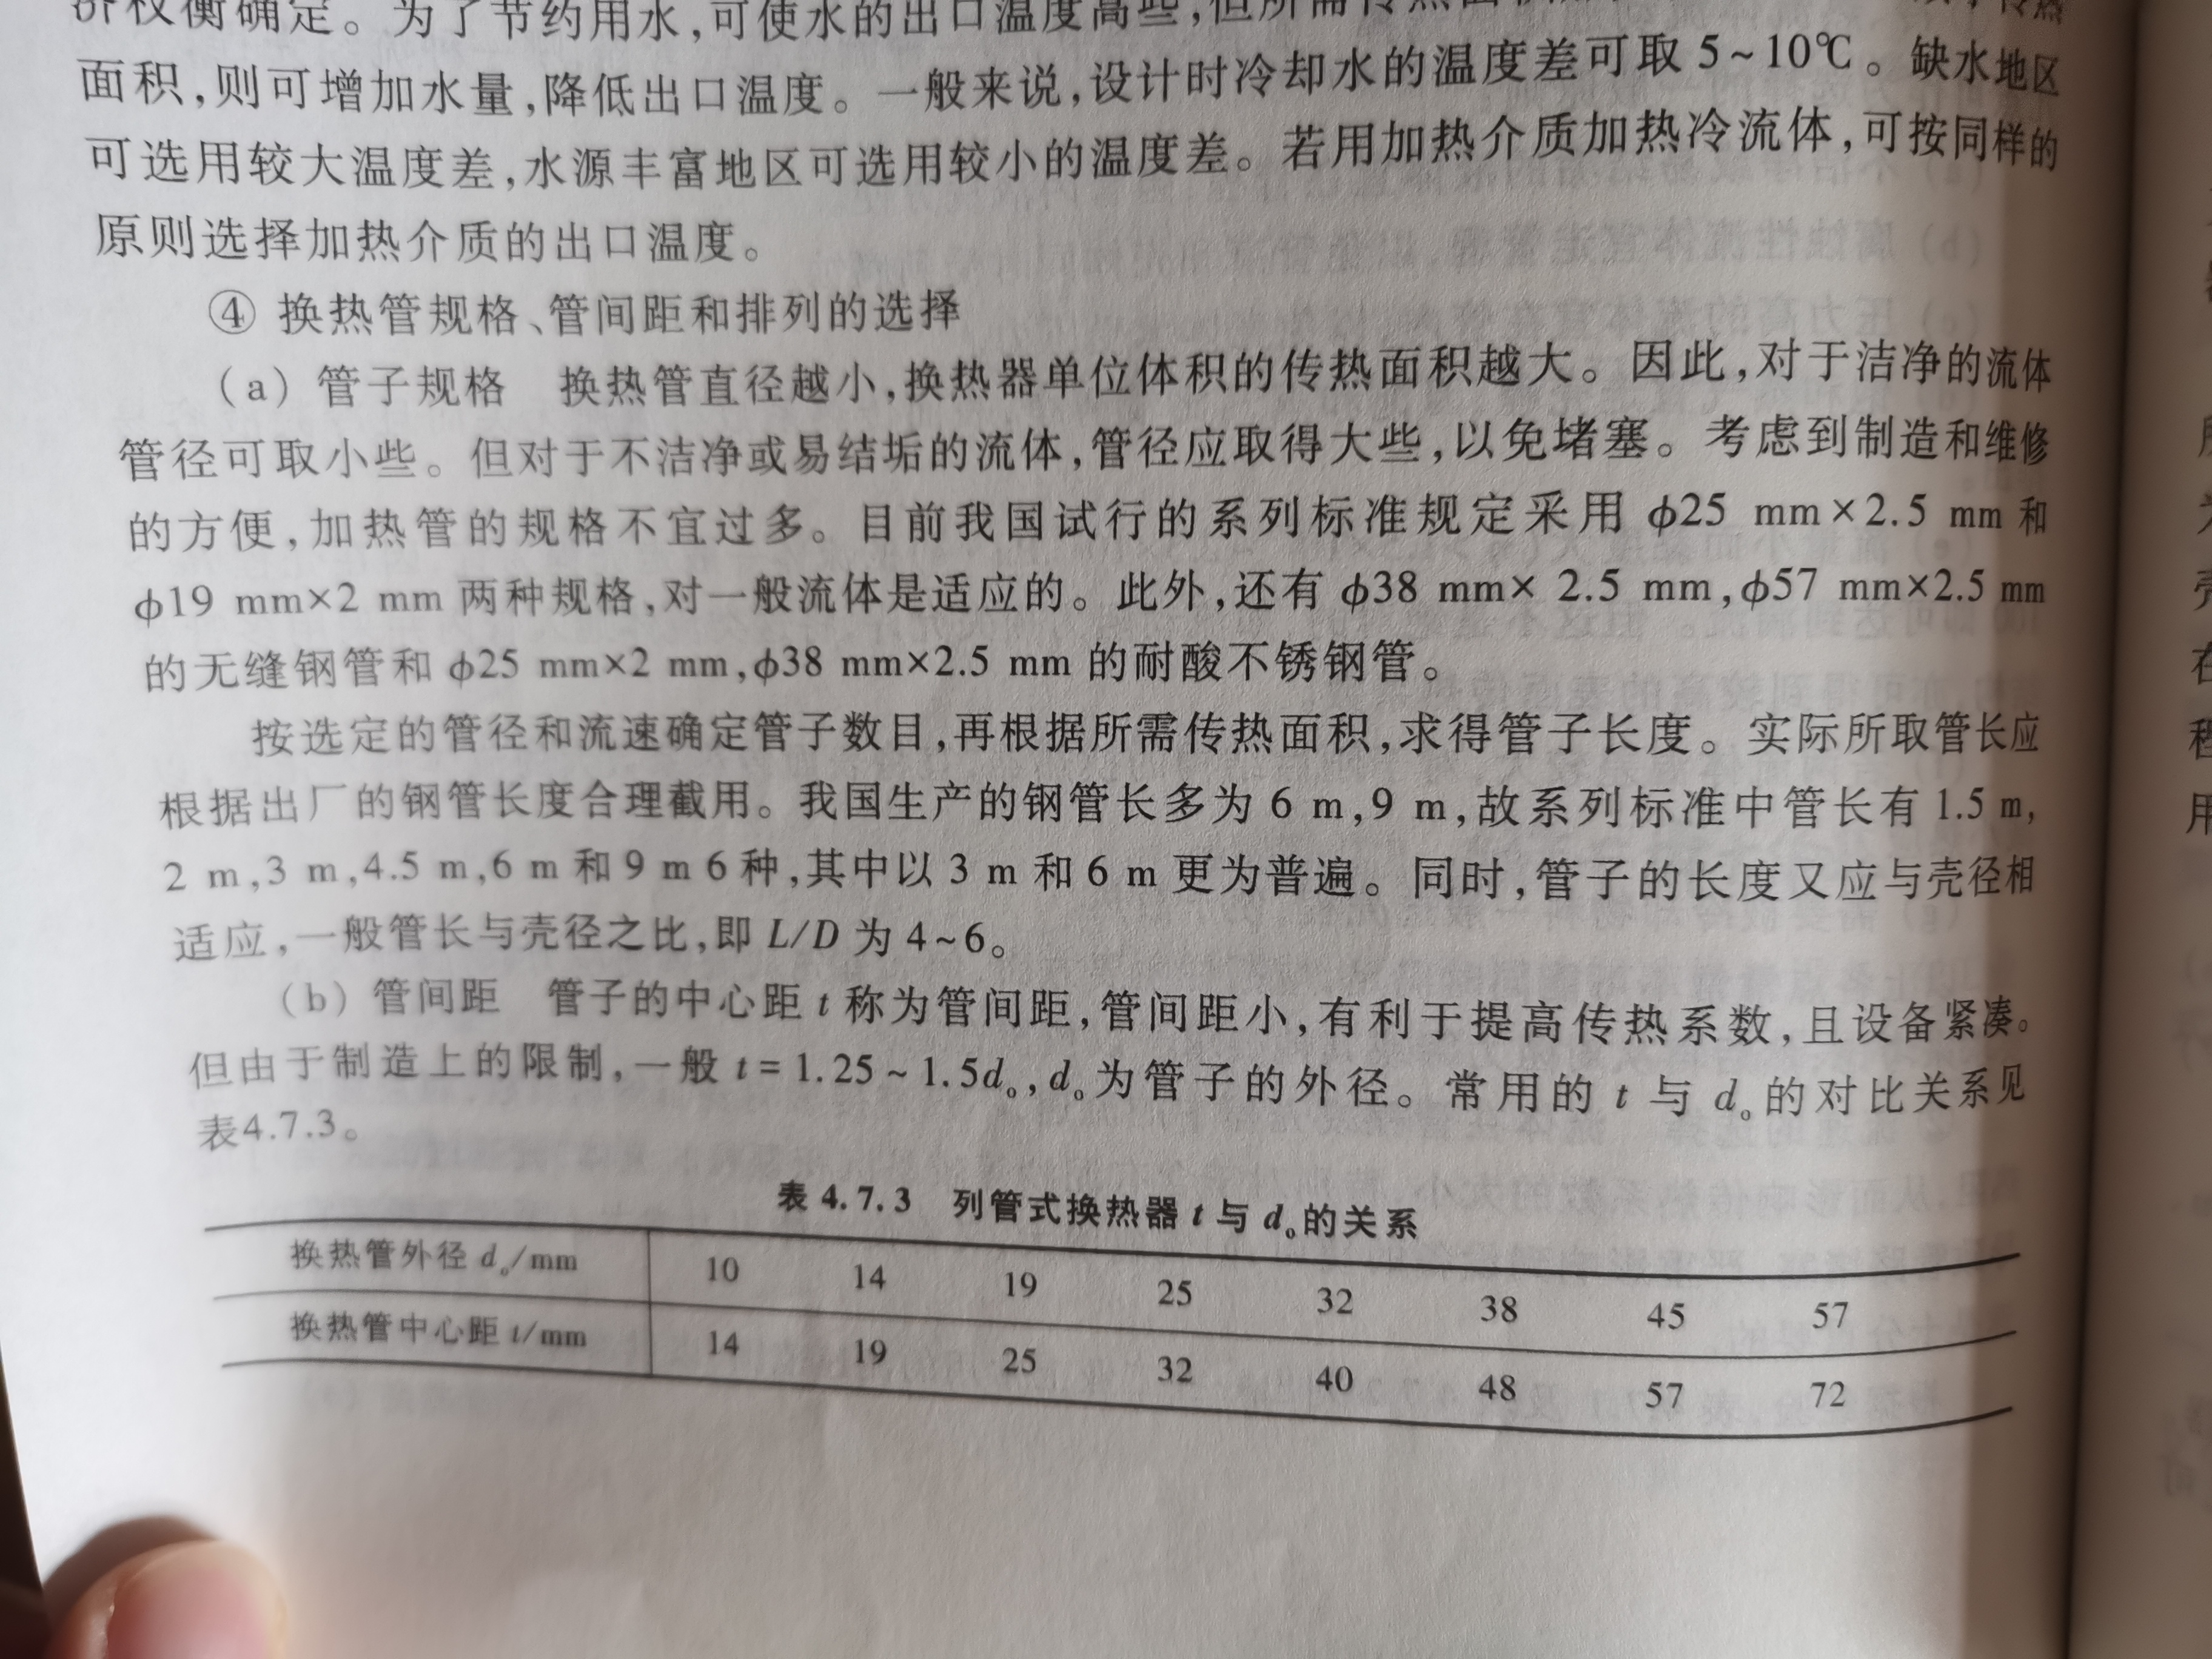 济权衡确定。为了节约用水,可使水的出口温度高些,但所需传热面积
面积,则可增加水量,降低出口温度。一般来说,设计时冷却水的温度差可取 5~10℃。缺水地区
可选用较大温度差,水源丰富地区可选用较小的温度差。若用加热介质加热冷流体,可按同样的
原则选择加热介质的出口温度。
④ 换热管规格、管间距和排列的选择
(a) 管子规格 换热管直径越小,换热器单位体积的传热面积越大。因此,对于洁净的流体
管径可取小些。但对于不洁净或易结垢的流体,管径应取得大些,以免堵塞。考虑到制造和维修
的方便,加热管的规格不宜过多。目前我国试行的系列标准规定采用 ϕ25 mm×2.5 mm 和
ϕ19 mm×2 mm 两种规格,对一般流体是适应的。此外,还有 ϕ38 mm× 2.5 mm,ϕ57 mm×2.5 mm
的无缝钢管和 ϕ25 mm×2 mm,ϕ38 mm×2.5 mm 的耐酸不锈钢管。
按选定的管径和流速确定管子数目,再根据所需传热面积,求得管子长度。实际所取管长应
根据出厂的钢管长度合理截用。我国生产的钢管长多为 6 m,9 m,故系列标准中管长有 1.5 m,
2 m,3 m,4.5 m,6 m 和 9 m 6 种,其中以 3 m 和 6 m 更为普遍。同时,管子的长度又应与壳径相
适应,一般管长与壳径之比,即 L/D 为 4~6。
(b) 管间距 管子的中心距 t 称为管间距,管间距小,有利于提高传热系数,且设备紧凑。
但由于制造上的限制,一般 t = 1.25 ~ 1.5dₒ,dₒ为管子的外径。常用的 t 与 dₒ的对比关系见
表4.7.3。
表 4.7.3 列管式换热器 t 与 dₒ的关系
换热管外径 dₒ/mm 10 14 19 25 32 38 45 57
换热管中心距 t/mm 14 19 25 32 40 48 57 72